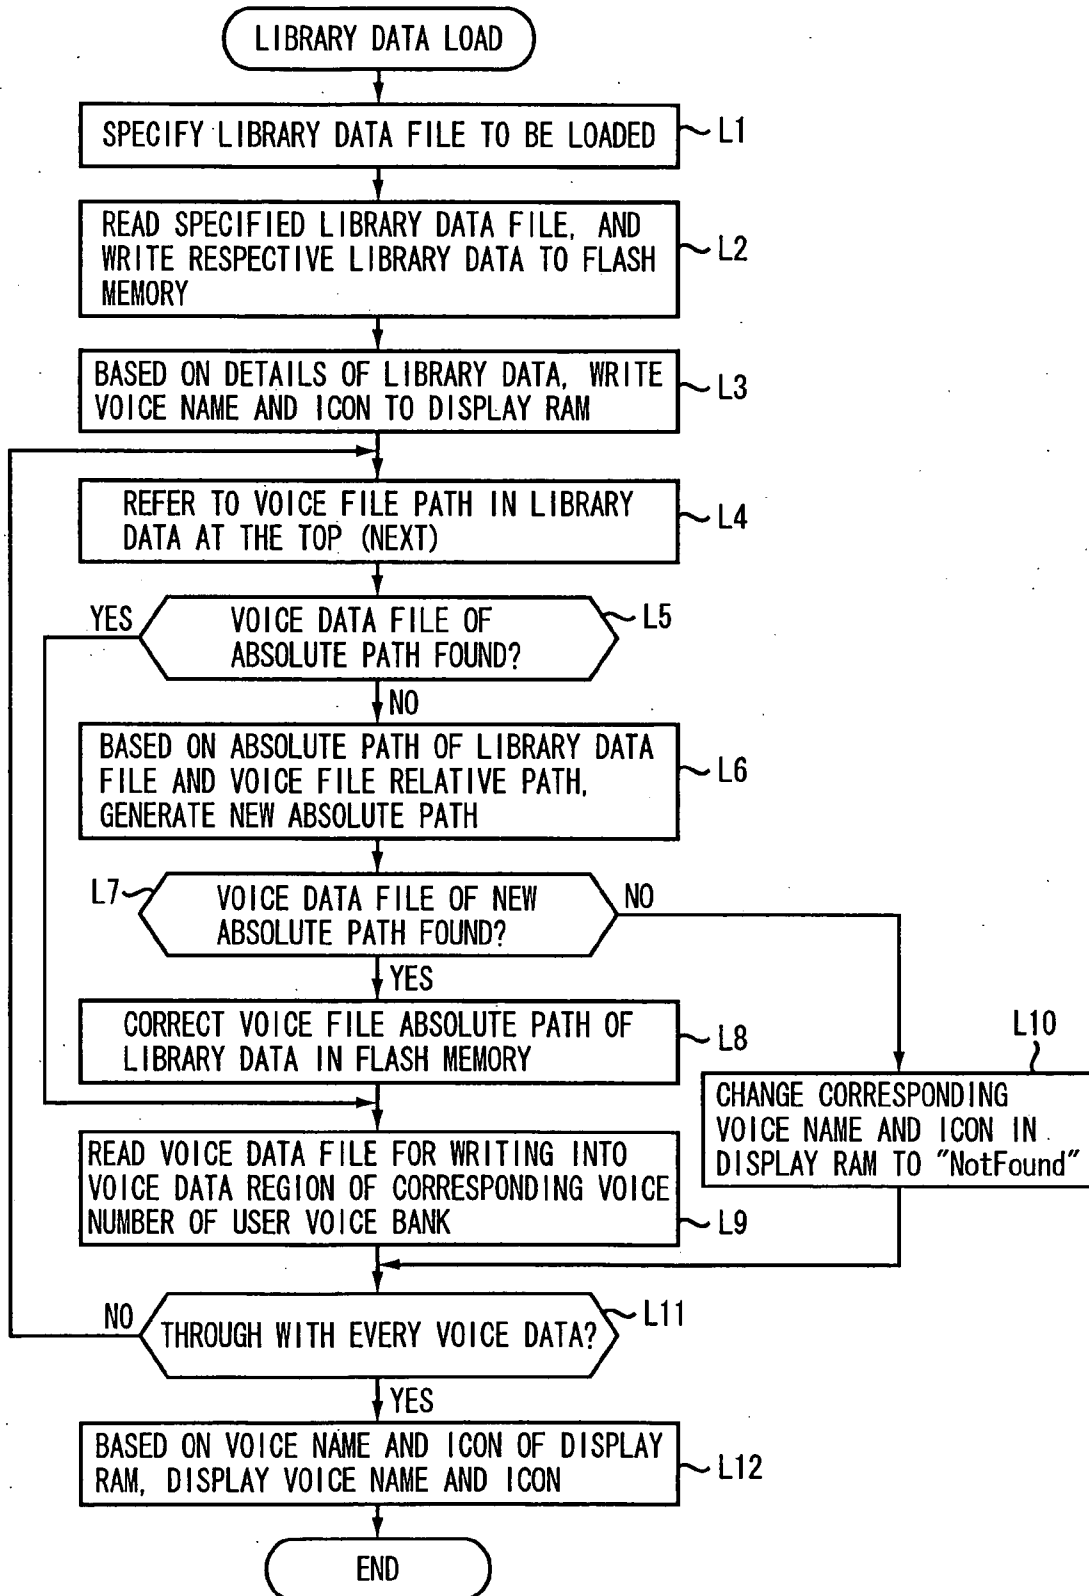 LIBRARY DATA LOAD
SPECIFY LIBRARY DATA FILE TO BE LOADED
L1
READ SPECIFIED LIBRARY DATA FILE, AND
WRITE RESPECTIVE LIBRARY DATA TO FLASH
MEMORY
L2
BASED ON DETAILS OF LIBRARY DATA, WRITE
VOICE NAME AND ICON TO DISPLAY RAM
L3
REFER TO VOICE FILE PATH IN LIBRARY
DATA AT THE TOP (NEXT)
L4
YES
VOICE DATA FILE OF
ABSOLUTE PATH FOUND?
L5
NO
BASED ON ABSOLUTE PATH OF LIBRARY DATA
FILE AND VOICE FILE RELATIVE PATH,
GENERATE NEW ABSOLUTE PATH
L6
L7
VOICE DATA FILE OF NEW
ABSOLUTE PATH FOUND?
NO
YES
CORRECT VOICE FILE ABSOLUTE PATH OF
LIBRARY DATA IN FLASH MEMORY
L8
L10
CHANGE CORRESPONDING
VOICE NAME AND ICON IN
DISPLAY RAM TO "NotFound"
READ VOICE DATA FILE FOR WRITING INTO
VOICE DATA REGION OF CORRESPONDING VOICE
NUMBER OF USER VOICE BANK
L9
NO
THROUGH WITH EVERY VOICE DATA?
L11
YES
BASED ON VOICE NAME AND ICON OF DISPLAY
RAM, DISPLAY VOICE NAME AND ICON
L12
END